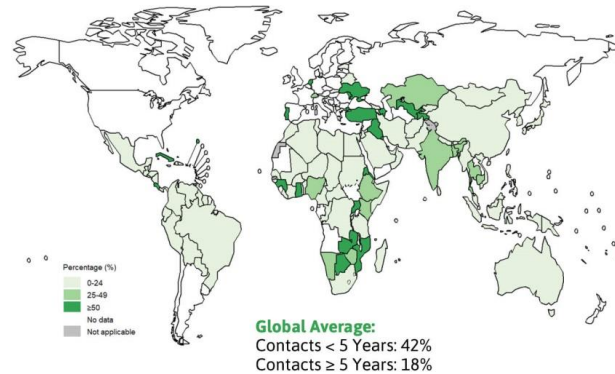 Percentage (%)
0-24
25-49
≥50
No data
Not applicable
Global Average:
Contacts < 5 Years: 42%
Contacts ≥ 5 Years: 18%